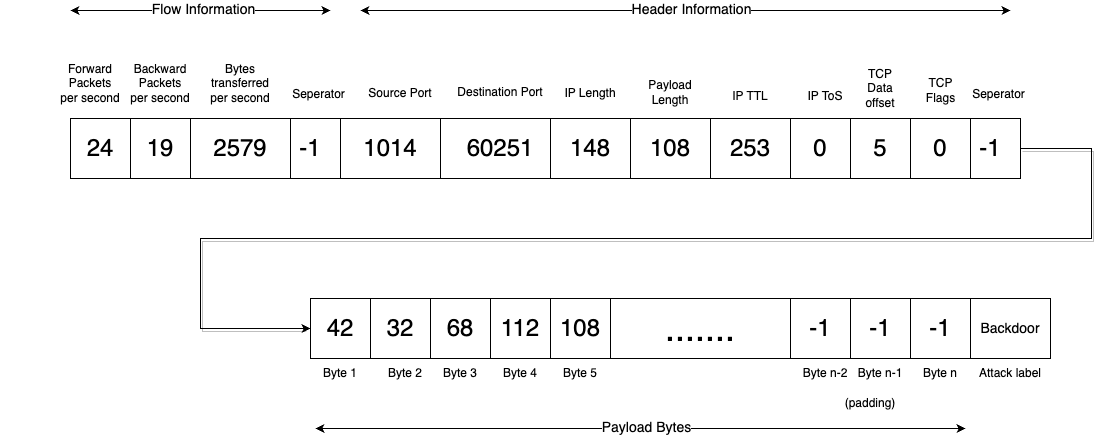 Flow Information
Header Information
Forward
Packets
per second
Backward
Packets
per second
Bytes
transferred
per second
Seperator
Source Port
Destination Port
IP Length
Payload
Length
IP TTL
IP ToS
TCP
Data
offset
TCP
Flags
Seperator
24 19 2579 -1 1014 60251 148 108 253 0 5 0 -1
42 32 68 112 108 ....... -1 -1 -1 Backdoor
Byte 1 Byte 2 Byte 3 Byte 4 Byte 5 Byte n-2 Byte n-1 Byte n Attack label
(padding)
Payload Bytes